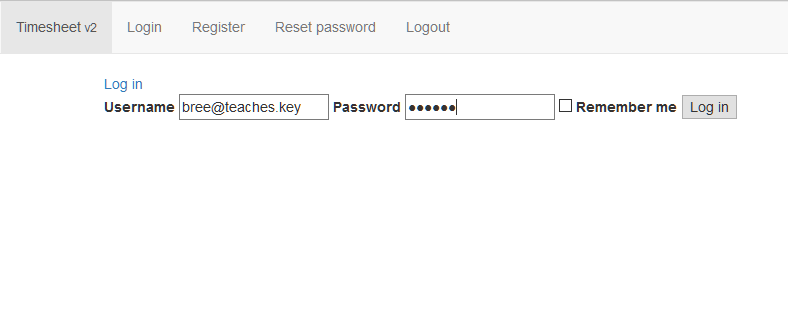 Timesheet v2 Login Register Reset password Logout
Log in
Username bree@teaches.key Password ●●●●●● Remember me Log in